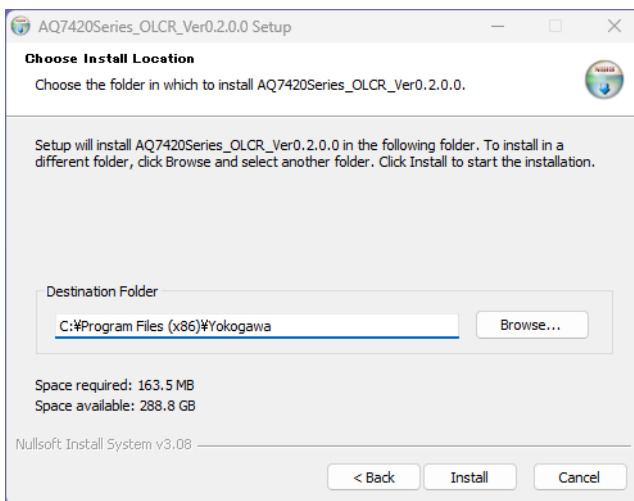 AQ7420Series_OLCR_Ver0.2.0.0 Setup
Choose Install Location
Choose the folder in which to install AQ7420Series_OLCR_Ver0.2.0.0.
Setup will install AQ7420Series_OLCR_Ver0.2.0.0 in the following folder. To install in a
different folder, click Browse and select another folder. Click Install to start the installation.
Destination Folder
C:¥Program Files (x86)¥Yokogawa
Browse...
Space required: 163.5 MB
Space available: 288.8 GB
Nullsoft Install System v3.08
< Back
Install
Cancel